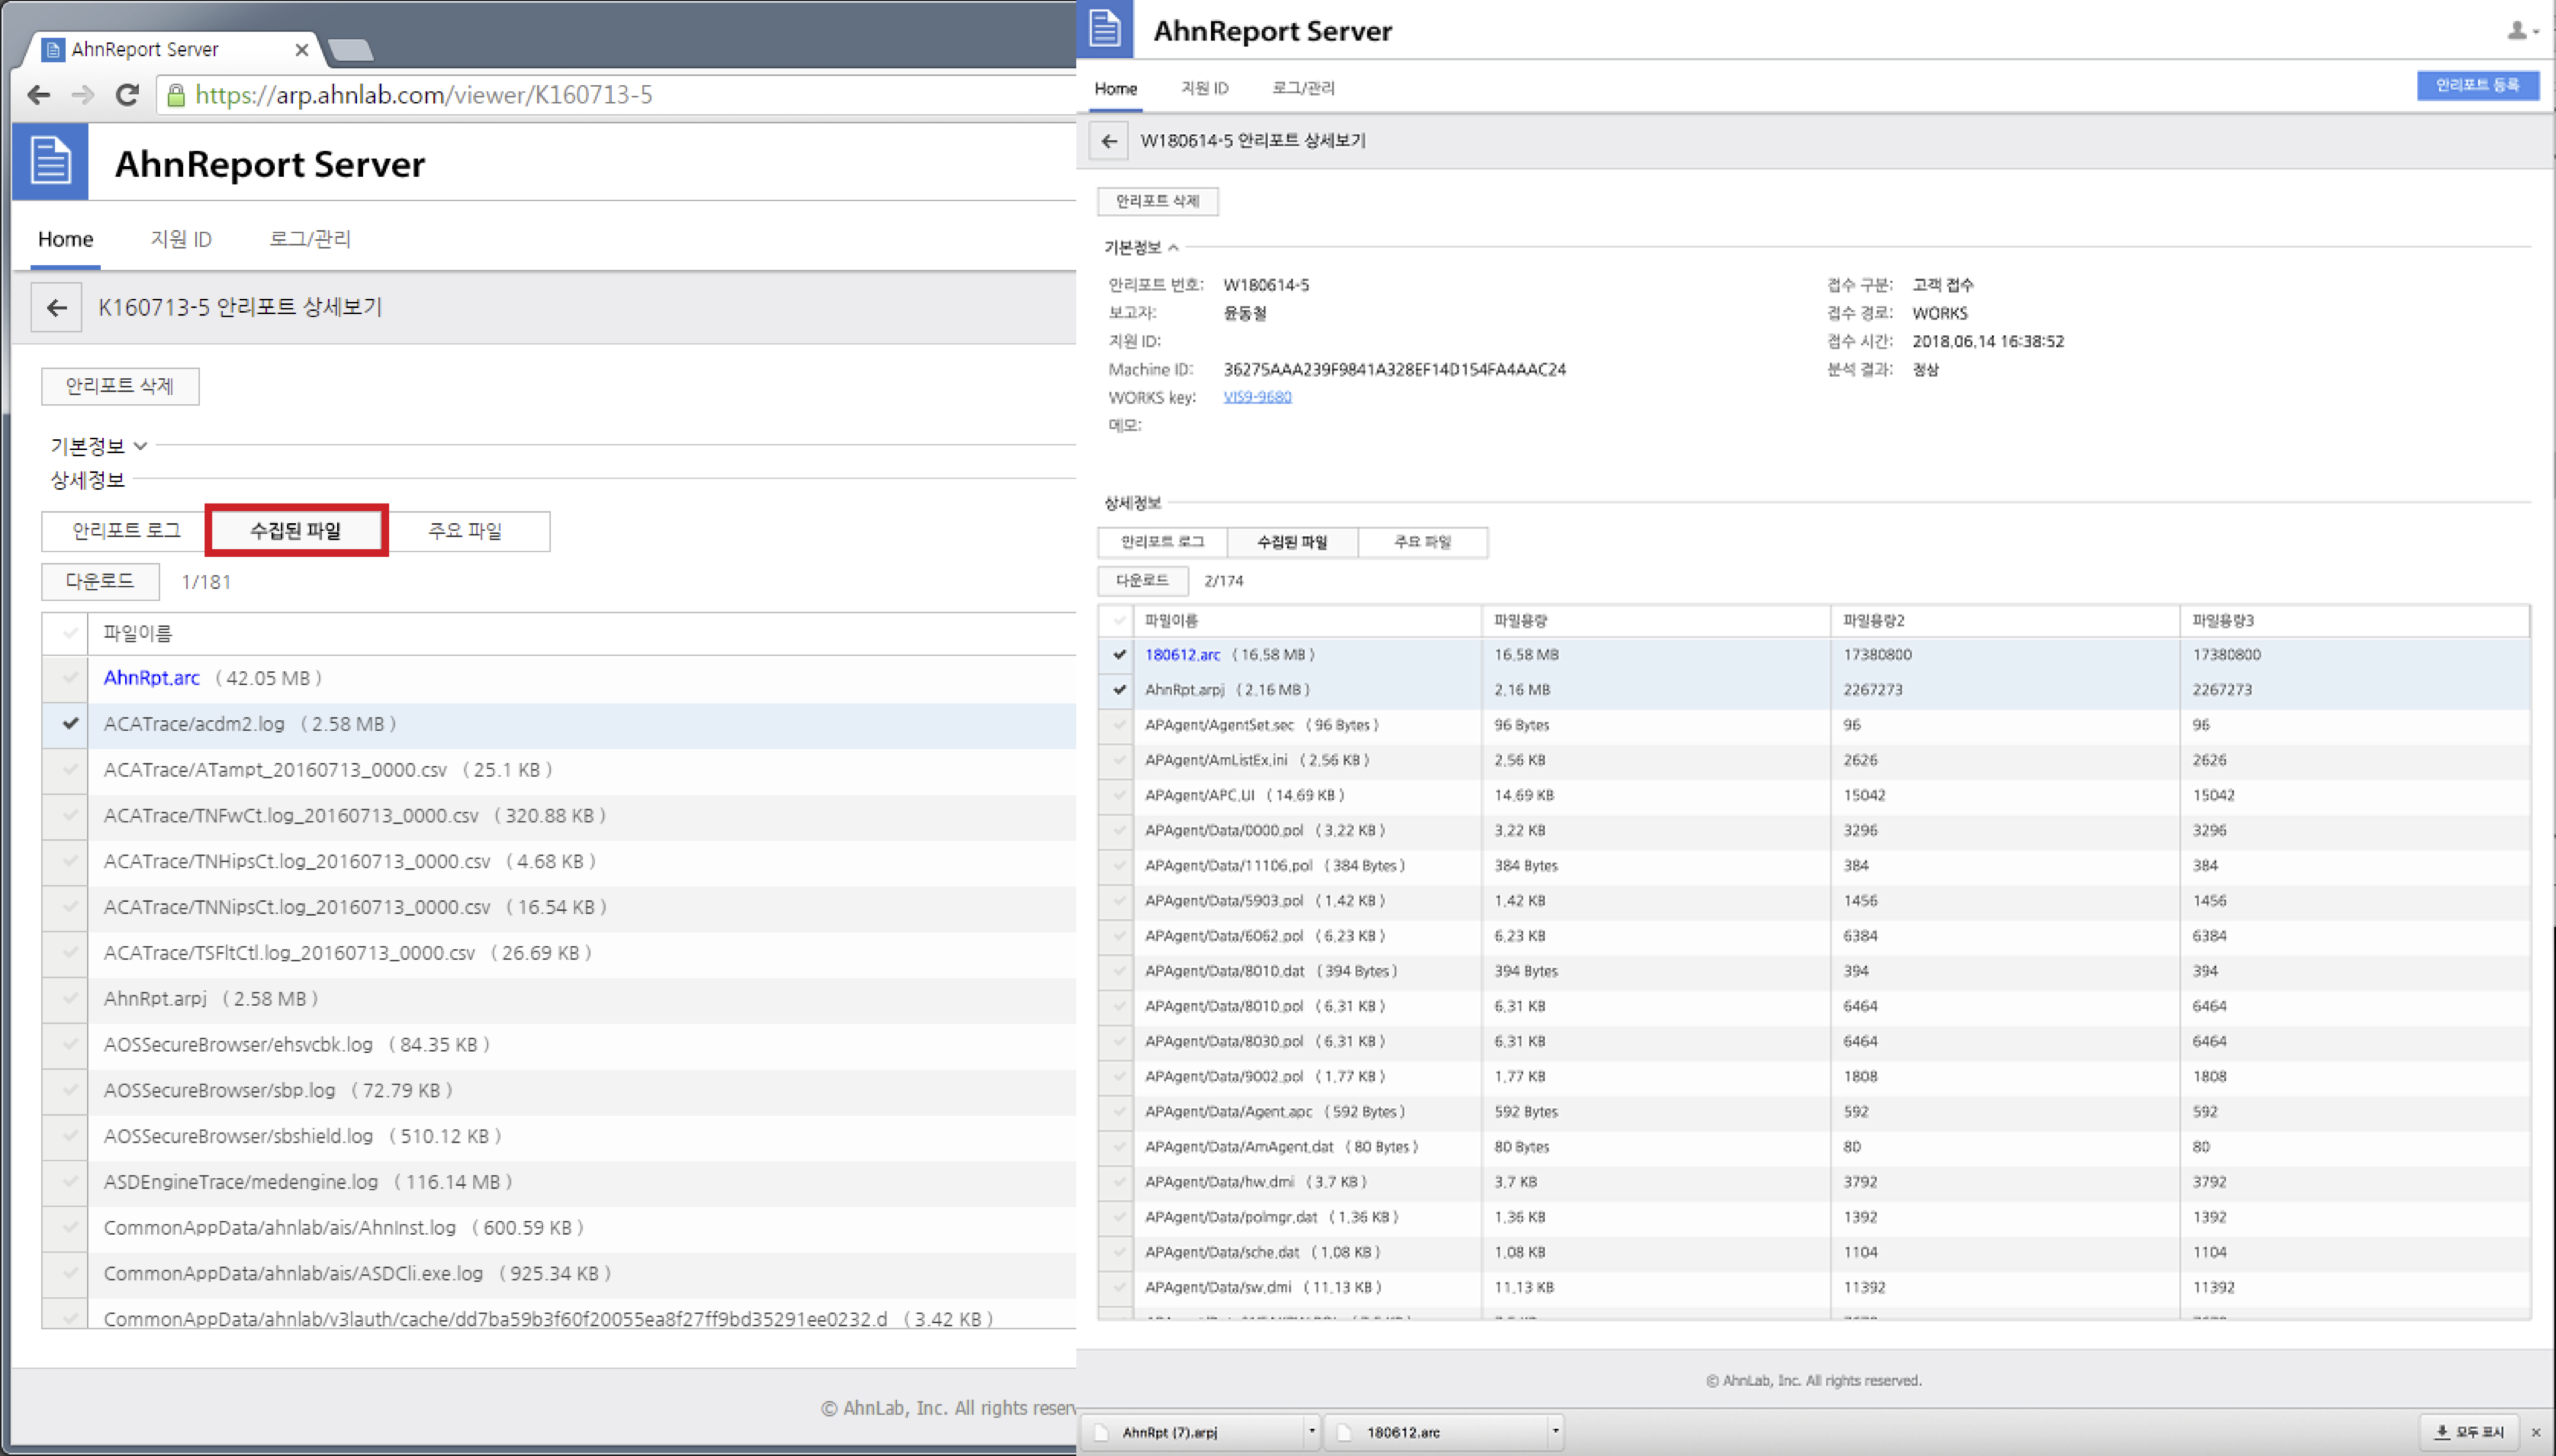 AhnReport Server
https://arp.ahnlab.com/viewer/K160713-5
AhnReport Server
Home 지원 ID 로그/관리
K160713-5 안리포트 상세보기
안리포트 삭제
기본정보
상세정보
안리포트 로그 수집된 파일 주요 파일
다운로드 1/181
파일이름
AhnRpt.arc ( 42.05 MB )
ACATrace/acdm2.log ( 2.58 MB )
ACATrace/ATampt_20160713_0000.csv ( 25.1 KB )
ACATrace/TNFwCt.log_20160713_0000.csv ( 320.88 KB )
ACATrace/TNHipsCt.log_20160713_0000.csv ( 4.68 KB )
ACATrace/TNNipsCt.log_20160713_0000.csv ( 16.54 KB )
ACATrace/TSFltCtl.log_20160713_0000.csv ( 26.69 KB )
AhnRpt.arpj ( 2.58 MB )
AOSSecureBrowser/ehsvcbk.log ( 84.35 KB )
AOSSecureBrowser/sbp.log ( 72.79 KB )
AOSSecureBrowser/sbshield.log ( 510.12 KB )
ASDEngineTrace/medengine.log ( 116.14 MB )
CommonAppData/ahnlab/ais/AhnInst.log ( 600.59 KB )
CommonAppData/ahnlab/ais/ASDCli.exe.log ( 925.34 KB )
CommonAppData/ahnlab/v3lauth/cache/dd7ba59b3f60f20055ea8f27ff9bd35291ee0232.d ( 3.42 KB )
© AhnLab, Inc. All rights reserv
AhnReport Server
Home 지원 ID 로그/관리 안리포트 등록
W180614-5 안리포트 상세보기
안리포트 삭제
기본정보
안리포트 번호: W180614-5 접수 구분: 고객 접수
보고자: 윤동철 접수 경로: WORKS
지원 ID: 접수 시간: 2018.06.14 16:38:52
Machine ID: 36275AAA239F9841A328EF14D154FA4AAC24 분석 결과: 정상
WORKS key: VIS9-9680
메모:
상세정보
안리포트 로그 수집된 파일 주요 파일
다운로드 2/174
파일이름 파일용량 파일용량2 파일용량3
180612.arc ( 16.58 MB ) 16.58 MB 17380800 17380800
AhnRpt.arpj ( 2.16 MB ) 2.16 MB 2267273 2267273
APAgent/AgentSet.sec ( 96 Bytes ) 96 Bytes 96 96
APAgent/AmListEx.ini ( 2.56 KB ) 2.56 KB 2626 2626
APAgent/APC.UI ( 14.69 KB ) 14.69 KB 15042 15042
APAgent/Data/0000.pol ( 3.22 KB ) 3.22 KB 3296 3296
APAgent/Data/11106.pol ( 384 Bytes ) 384 Bytes 384 384
APAgent/Data/5903.pol ( 1.42 KB ) 1.42 KB 1456 1456
APAgent/Data/6062.pol ( 6.23 KB ) 6.23 KB 6384 6384
APAgent/Data/8010.dat ( 394 Bytes ) 394 Bytes 394 394
APAgent/Data/8010.pol ( 6.31 KB ) 6.31 KB 6464 6464
APAgent/Data/8030.pol ( 6.31 KB ) 6.31 KB 6464 6464
APAgent/Data/9002.pol ( 1.77 KB ) 1.77 KB 1808 1808
APAgent/Data/Agent.apc ( 592 Bytes ) 592 Bytes 592 592
APAgent/Data/AmAgent.dat ( 80 Bytes ) 80 Bytes 80 80
APAgent/Data/hw.dmi ( 3.7 KB ) 3.7 KB 3792 3792
APAgent/Data/polmgr.dat ( 1.36 KB ) 1.36 KB 1392 1392
APAgent/Data/sche.dat ( 1.08 KB ) 1.08 KB 1104 1104
APAgent/Data/sw.dmi ( 11.13 KB ) 11.13 KB 11392 11392
© AhnLab, Inc. All rights reserved.
AhnRpt (7).arpj 180612.arc 모두 표시